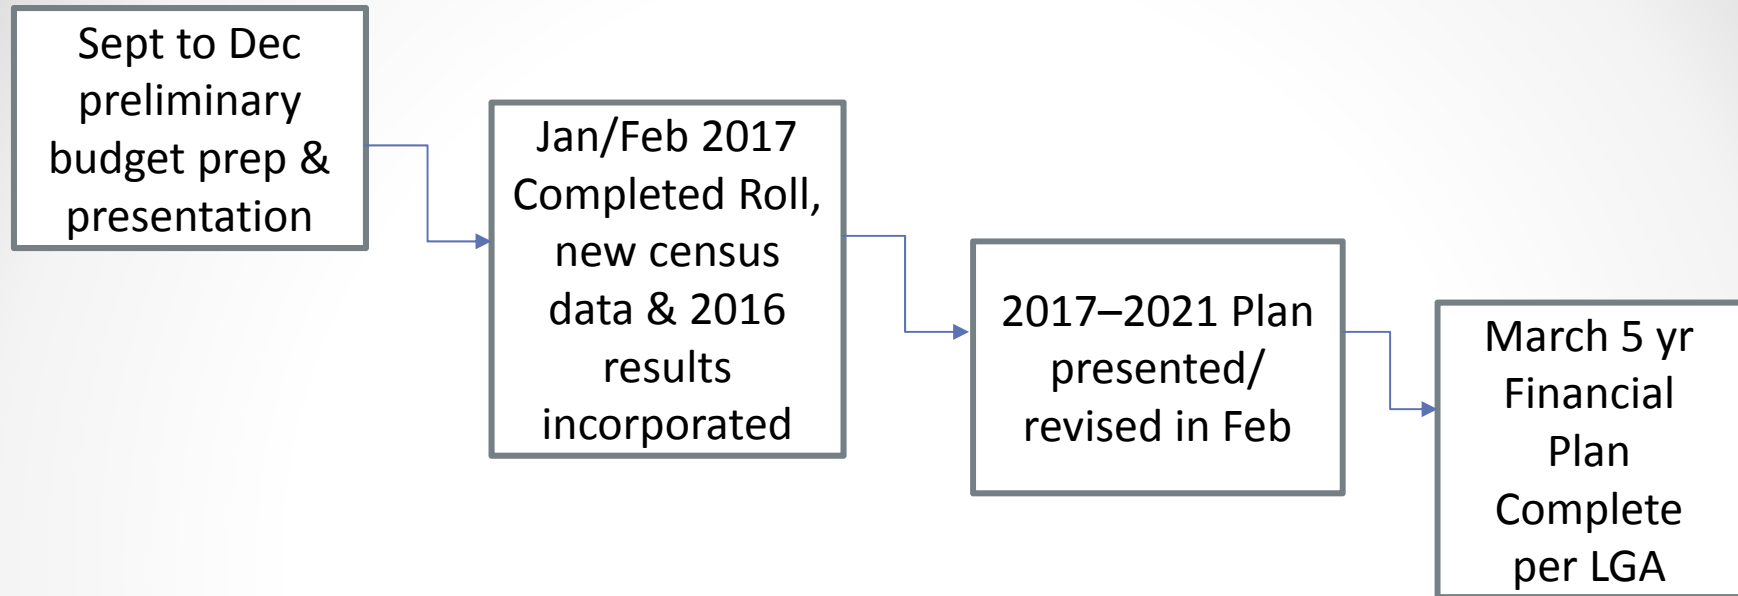 Sept to Dec
preliminary
budget prep &
presentation
Jan/Feb 2017
Completed Roll,
new census
data & 2016
results
incorporated
2017–2021 Plan
presented/
revised in Feb
March 5 yr
Financial
Plan
Complete
per LGA